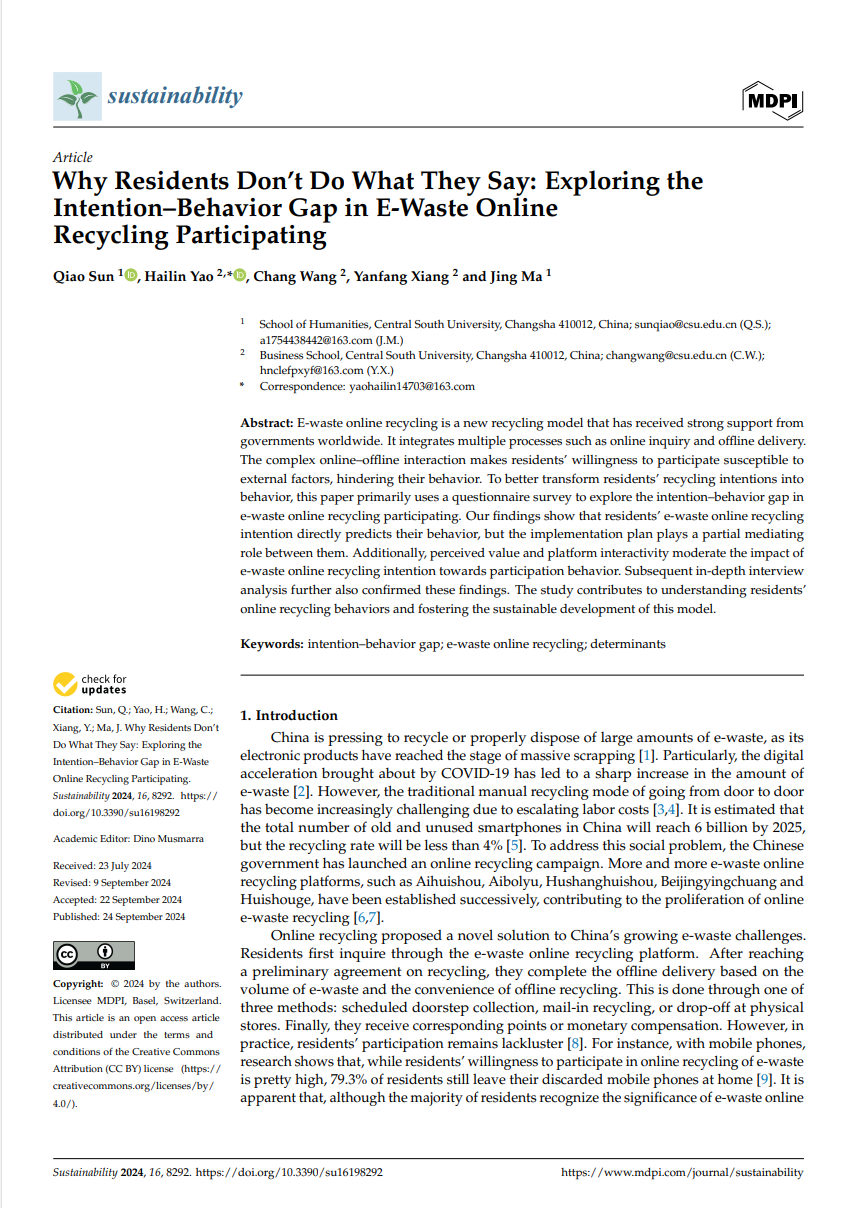 sustainability
MDPI
Article
Why Residents Don’t Do What They Say: Exploring the
Intention–Behavior Gap in E-Waste Online
Recycling Participating
Qiao Sun 1, Hailin Yao 2,*, Chang Wang 2, Yanfang Xiang 2 and Jing Ma 1
1 School of Humanities, Central South University, Changsha 410012, China; sunqiao@csu.edu.cn (Q.S.);
a1754438442@163.com (J.M.)
2 Business School, Central South University, Changsha 410012, China; changwang@csu.edu.cn (C.W.);
hnclefpxyf@163.com (Y.X.)
* Correspondence: yaohailin14703@163.com
Abstract: E-waste online recycling is a new recycling model that has received strong support from
governments worldwide. It integrates multiple processes such as online inquiry and offline delivery.
The complex online–offline interaction makes residents’ willingness to participate susceptible to
external factors, hindering their behavior. To better transform residents’ recycling intentions into
behavior, this paper primarily uses a questionnaire survey to explore the intention–behavior gap in
e-waste online recycling participating. Our findings show that residents’ e-waste online recycling
intention directly predicts their behavior, but the implementation plan plays a partial mediating
role between them. Additionally, perceived value and platform interactivity moderate the impact of
e-waste online recycling intention towards participation behavior. Subsequent in-depth interview
analysis further also confirmed these findings. The study contributes to understanding residents’
online recycling behaviors and fostering the sustainable development of this model.
Keywords: intention–behavior gap; e-waste online recycling; determinants
check for
updates
Citation: Sun, Q.; Yao, H.; Wang, C.;
Xiang, Y.; Ma, J. Why Residents Don’t
Do What They Say: Exploring the
Intention–Behavior Gap in E-Waste
Online Recycling Participating.
Sustainability 2024, 16, 8292. https://
doi.org/10.3390/su16198292
Academic Editor: Dino Musmarra
Received: 23 July 2024
Revised: 9 September 2024
Accepted: 22 September 2024
Published: 24 September 2024
CC BY
Copyright: © 2024 by the authors.
Licensee MDPI, Basel, Switzerland.
This article is an open access article
distributed under the terms and
conditions of the Creative Commons
Attribution (CC BY) license (https://
creativecommons.org/licenses/by/
4.0/).
1. Introduction
China is pressing to recycle or properly dispose of large amounts of e-waste, as its
electronic products have reached the stage of massive scrapping [1]. Particularly, the digital
acceleration brought about by COVID-19 has led to a sharp increase in the amount of
e-waste [2]. However, the traditional manual recycling mode of going from door to door
has become increasingly challenging due to escalating labor costs [3,4]. It is estimated that
the total number of old and unused smartphones in China will reach 6 billion by 2025,
but the recycling rate will be less than 4% [5]. To address this social problem, the Chinese
government has launched an online recycling campaign. More and more e-waste online
recycling platforms, such as Aihuishou, Aibolyu, Hushanghuishou, Beijingyingchuang and
Huishouge, have been established successively, contributing to the proliferation of online
e-waste recycling [6,7].
Online recycling proposed a novel solution to China’s growing e-waste challenges.
Residents first inquire through the e-waste online recycling platform. After reaching
a preliminary agreement on recycling, they complete the offline delivery based on the
volume of e-waste and the convenience of offline recycling. This is done through one of
three methods: scheduled doorstep collection, mail-in recycling, or drop-off at physical
stores. Finally, they receive corresponding points or monetary compensation. However, in
practice, residents’ participation remains lackluster [8]. For instance, with mobile phones,
research shows that, while residents’ willingness to participate in online recycling of e-waste
is pretty high, 79.3% of residents still leave their discarded mobile phones at home [9]. It is
apparent that, although the majority of residents recognize the significance of e-waste online
Sustainability 2024, 16, 8292. https://doi.org/10.3390/su16198292
https://www.mdpi.com/journal/sustainability